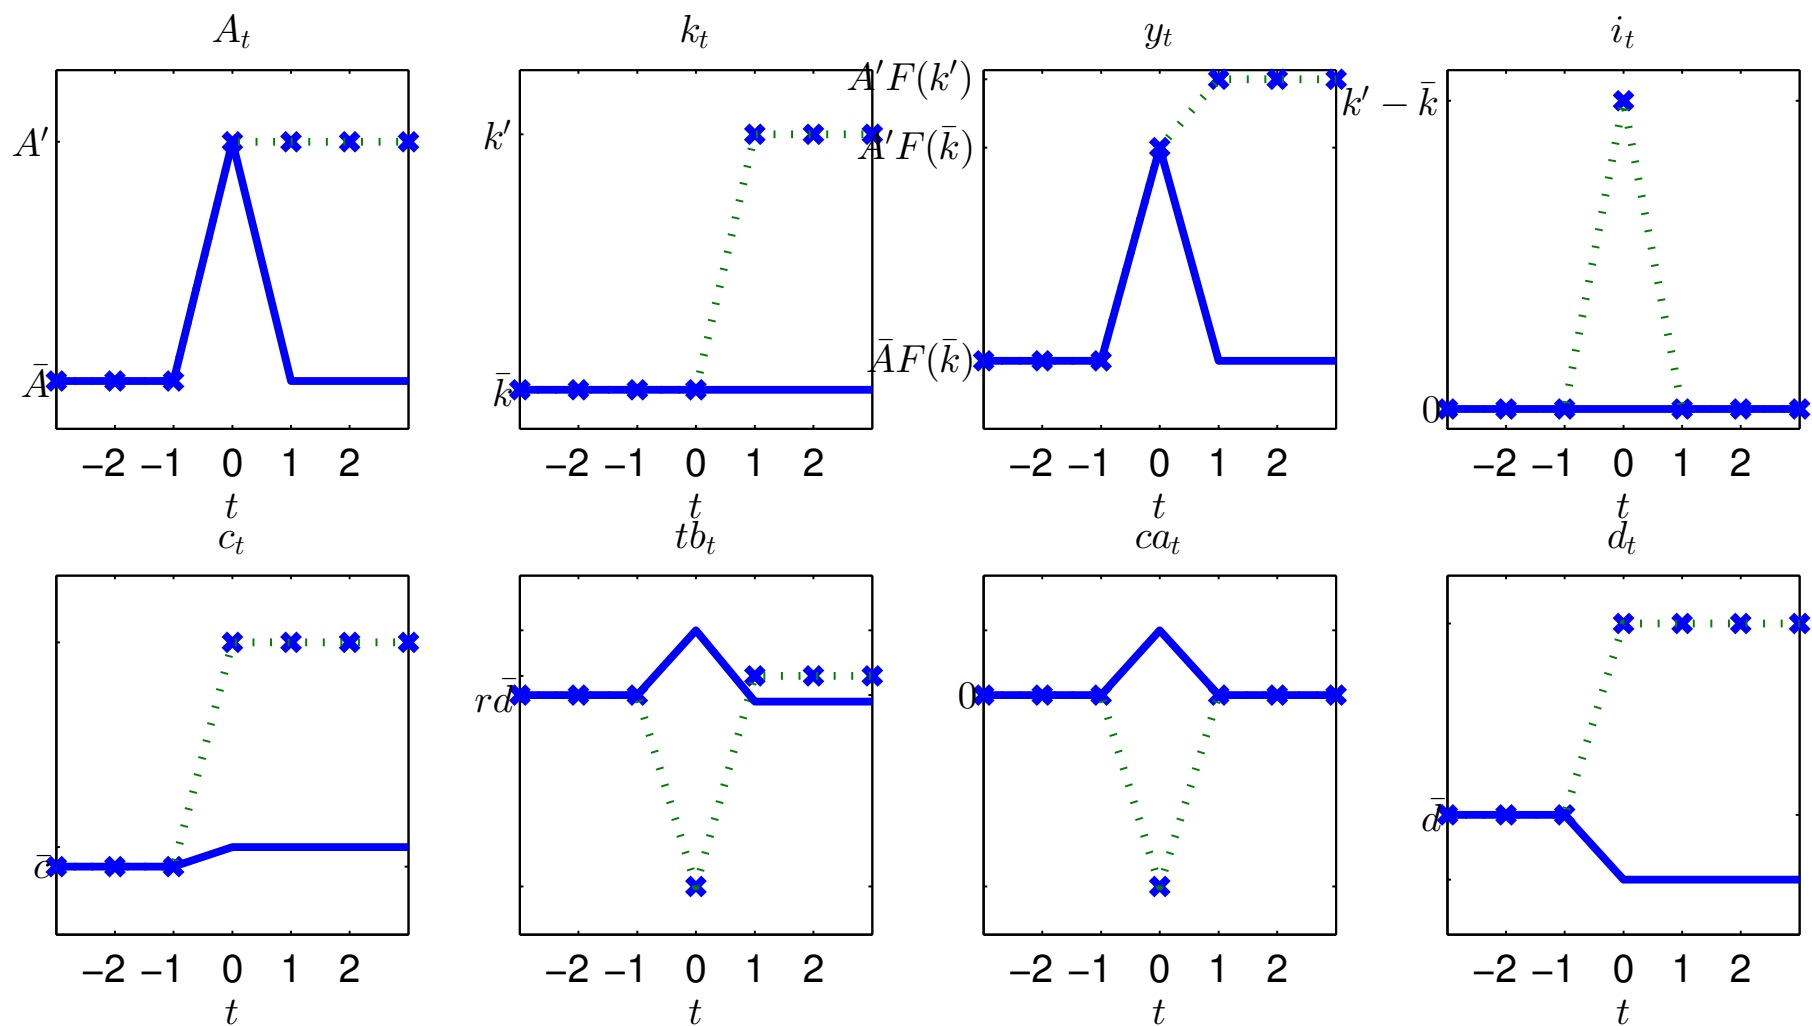 A_t k_t y_t i_t
A′ Ā
k′ k̄
A′F(k′) A′F(k̄) ĀF(k̄)
k′ − k̄ 0
−2 −1 0 1 2 −2 −1 0 1 2 −2 −1 0 1 2 −2 −1 0 1 2
t t t t
c_t tb_t ca_t d_t
c̄ rd̄ 0 d̄
−2 −1 0 1 2 −2 −1 0 1 2 −2 −1 0 1 2 −2 −1 0 1 2
t t t t